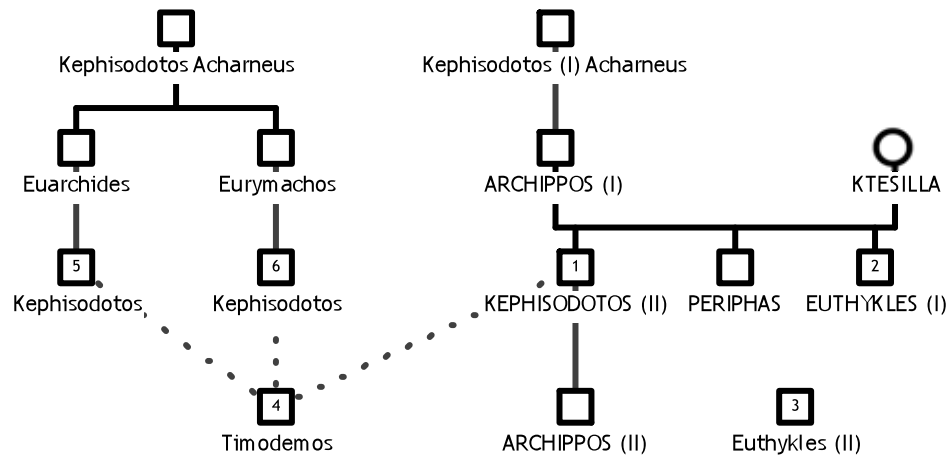 Kephisodotos Acharneus
Kephisodotos (I) Acharneus
Euarchides
Eurymachos
ARCHIPPOS (I)
KTESILLA
5
6
1
2
Kephisodotos
Kephisodotos
KEPHISODOTOS (II)
PERIPHAS
EUTHYKLES (I)
4
3
Timodemos
ARCHIPPOS (II)
Euthykles (II)